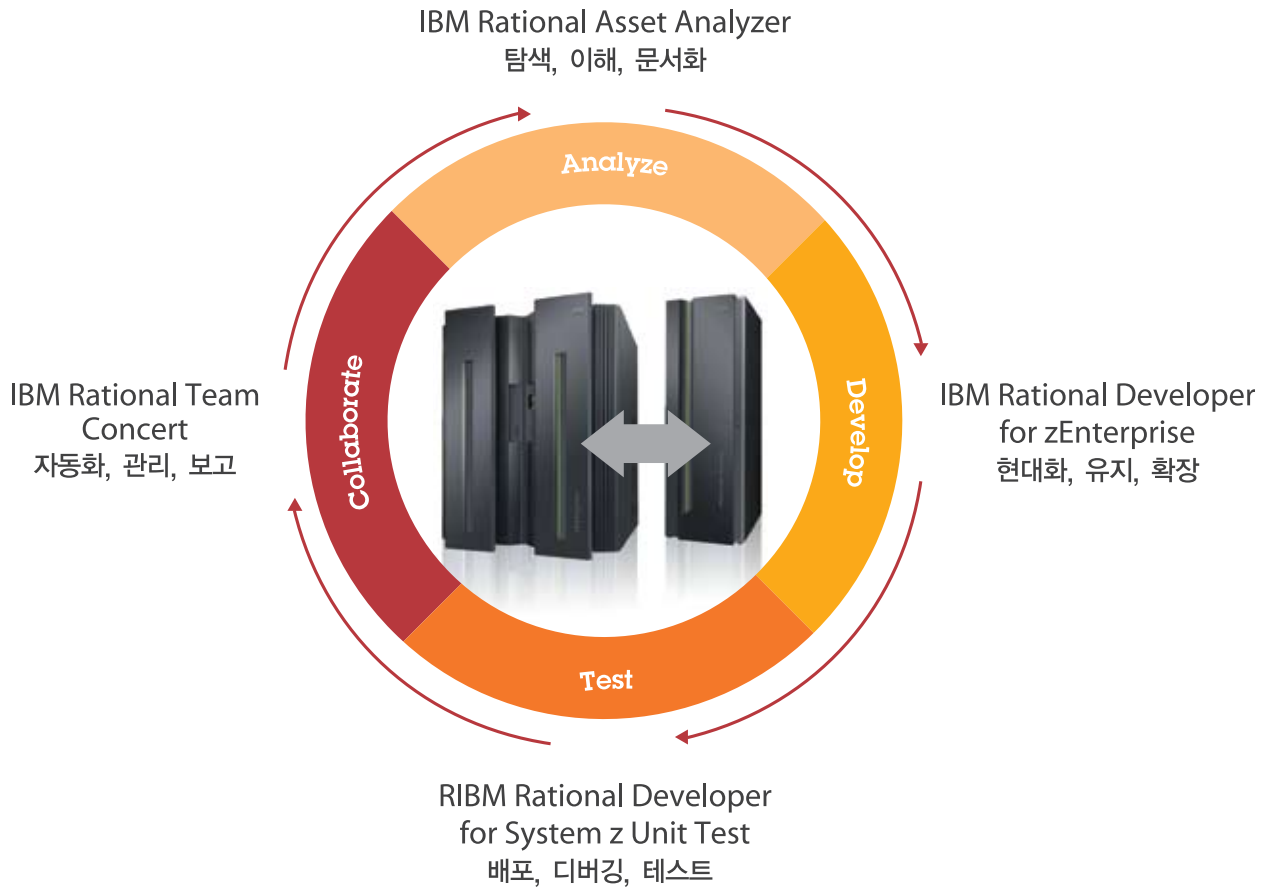 IBM Rational Asset Analyzer
탐색, 이해, 문서화
Analyze
Develop
IBM Rational Developer
for zEnterprise
현대화, 유지, 확장
Test
RIBM Rational Developer
for System z Unit Test
배포, 디버깅, 테스트
Collaborate
IBM Rational Team
Concert
자동화, 관리, 보고